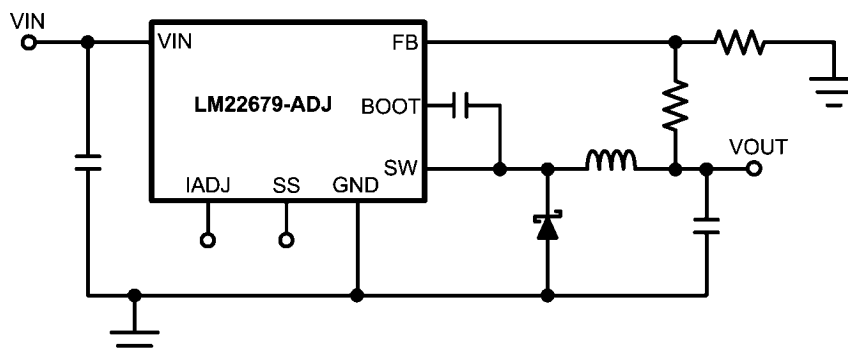 VIN
VIN
FB
LM22679-ADJ
BOOT
SW
VOUT
IADJ
SS
GND